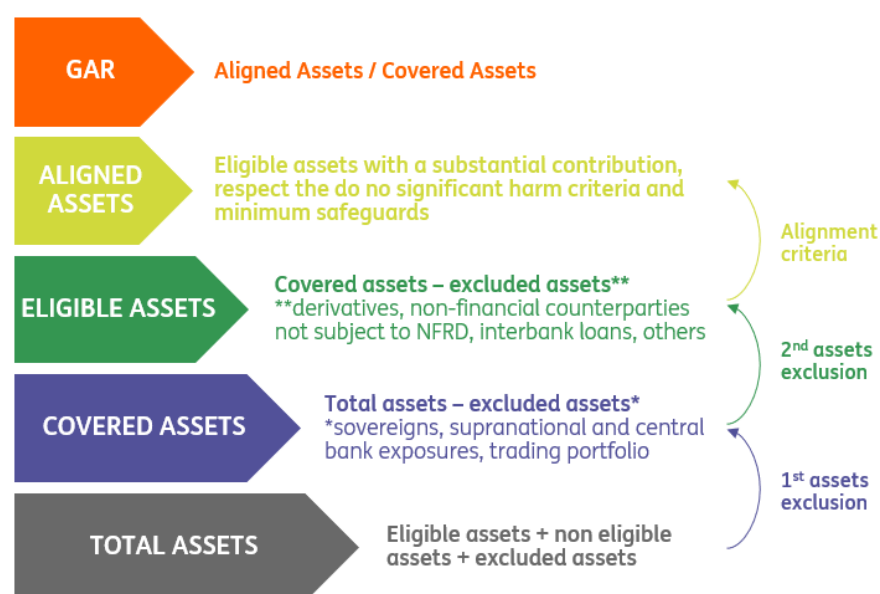 GAR
Aligned Assets / Covered Assets
ALIGNED
ASSETS
Eligible assets with a substantial contribution,
respect the do no significant harm criteria and
minimum safeguards
Alignment
criteria
ELIGIBLE ASSETS
Covered assets – excluded assets**
**derivatives, non-financial counterparties
not subject to NFRD, interbank loans, others
2nd assets
exclusion
COVERED ASSETS
Total assets – excluded assets*
*sovereigns, supranational and central
bank exposures, trading portfolio
1st assets
exclusion
TOTAL ASSETS
Eligible assets + non eligible
assets + excluded assets